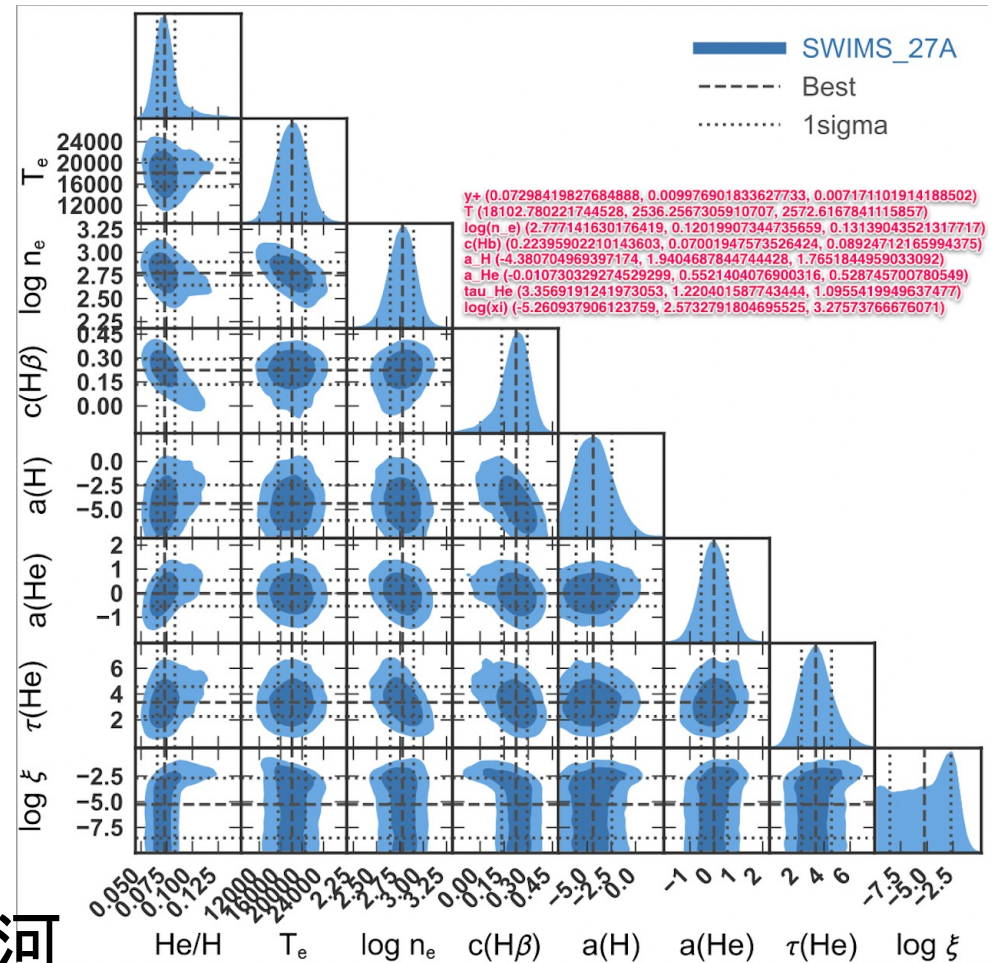 SWIMS_27A
Best
1sigma
y+ (0.07298419827684888, 0.009976901833627733, 0.007171101914188502)
T (18102.780221744528, 2536.2567305910707, 2572.6167841115857)
log(n_e) (2.777141630176419, 0.12019907344735659, 0.13139043521317717)
c(Hb) (0.22395902210143603, 0.07001947573526424, 0.08924712165994375)
a_H (-4.380704969397174, 1.9404687844744428, 1.7651844959033092)
a_He (-0.010730329274529299, 0.5521404076900316, 0.528745700780549)
tau_He (3.3569191241973053, 1.220401587743444, 1.0955419949637477)
log(xi) (-5.260937906123759, 2.5732791804695525, 3.27573766676071)
Te
24000
20000
16000
12000
log ne
3.25
3.00
2.75
2.50
2.25
c(Hβ)
0.45
0.30
0.15
0.00
a(H)
0.0
−2.5
−5.0
a(He)
2
1
0
−1
τ(He)
6
4
2
log ξ
−2.5
−5.0
−7.5
0.050 0.075 0.100 0.125 12000 16000 20000 24000 2.25 2.50 2.75 3.00 3.25 0.00 0.15 0.30 0.45 −5.0 −2.5 0.0 −1 0 1 2 2 4 6 −7.5 −5.0 −2.5
He/H Te log ne c(Hβ) a(H) a(He) τ(He) log ξ
河